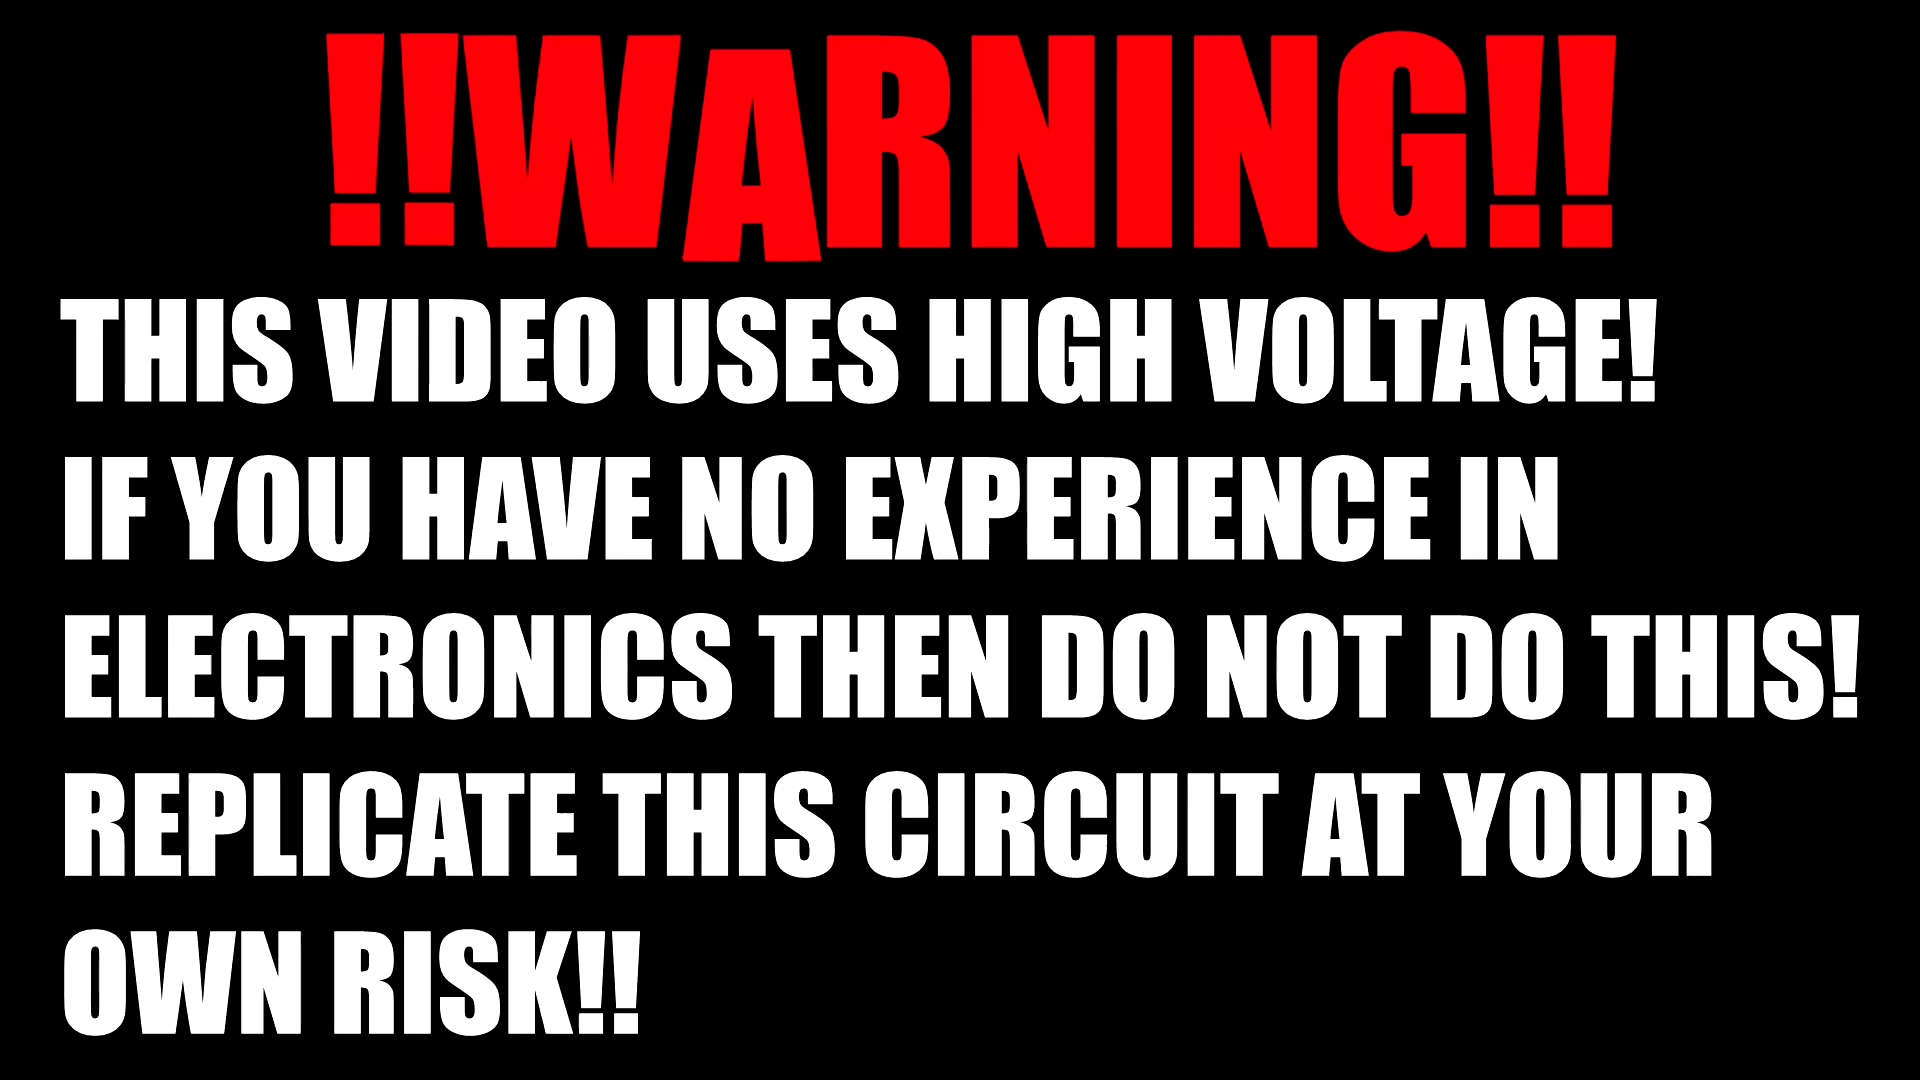 !!WARNING!!
THIS VIDEO USES HIGH VOLTAGE!
IF YOU HAVE NO EXPERIENCE IN
ELECTRONICS THEN DO NOT DO THIS!
REPLICATE THIS CIRCUIT AT YOUR
OWN RISK!!